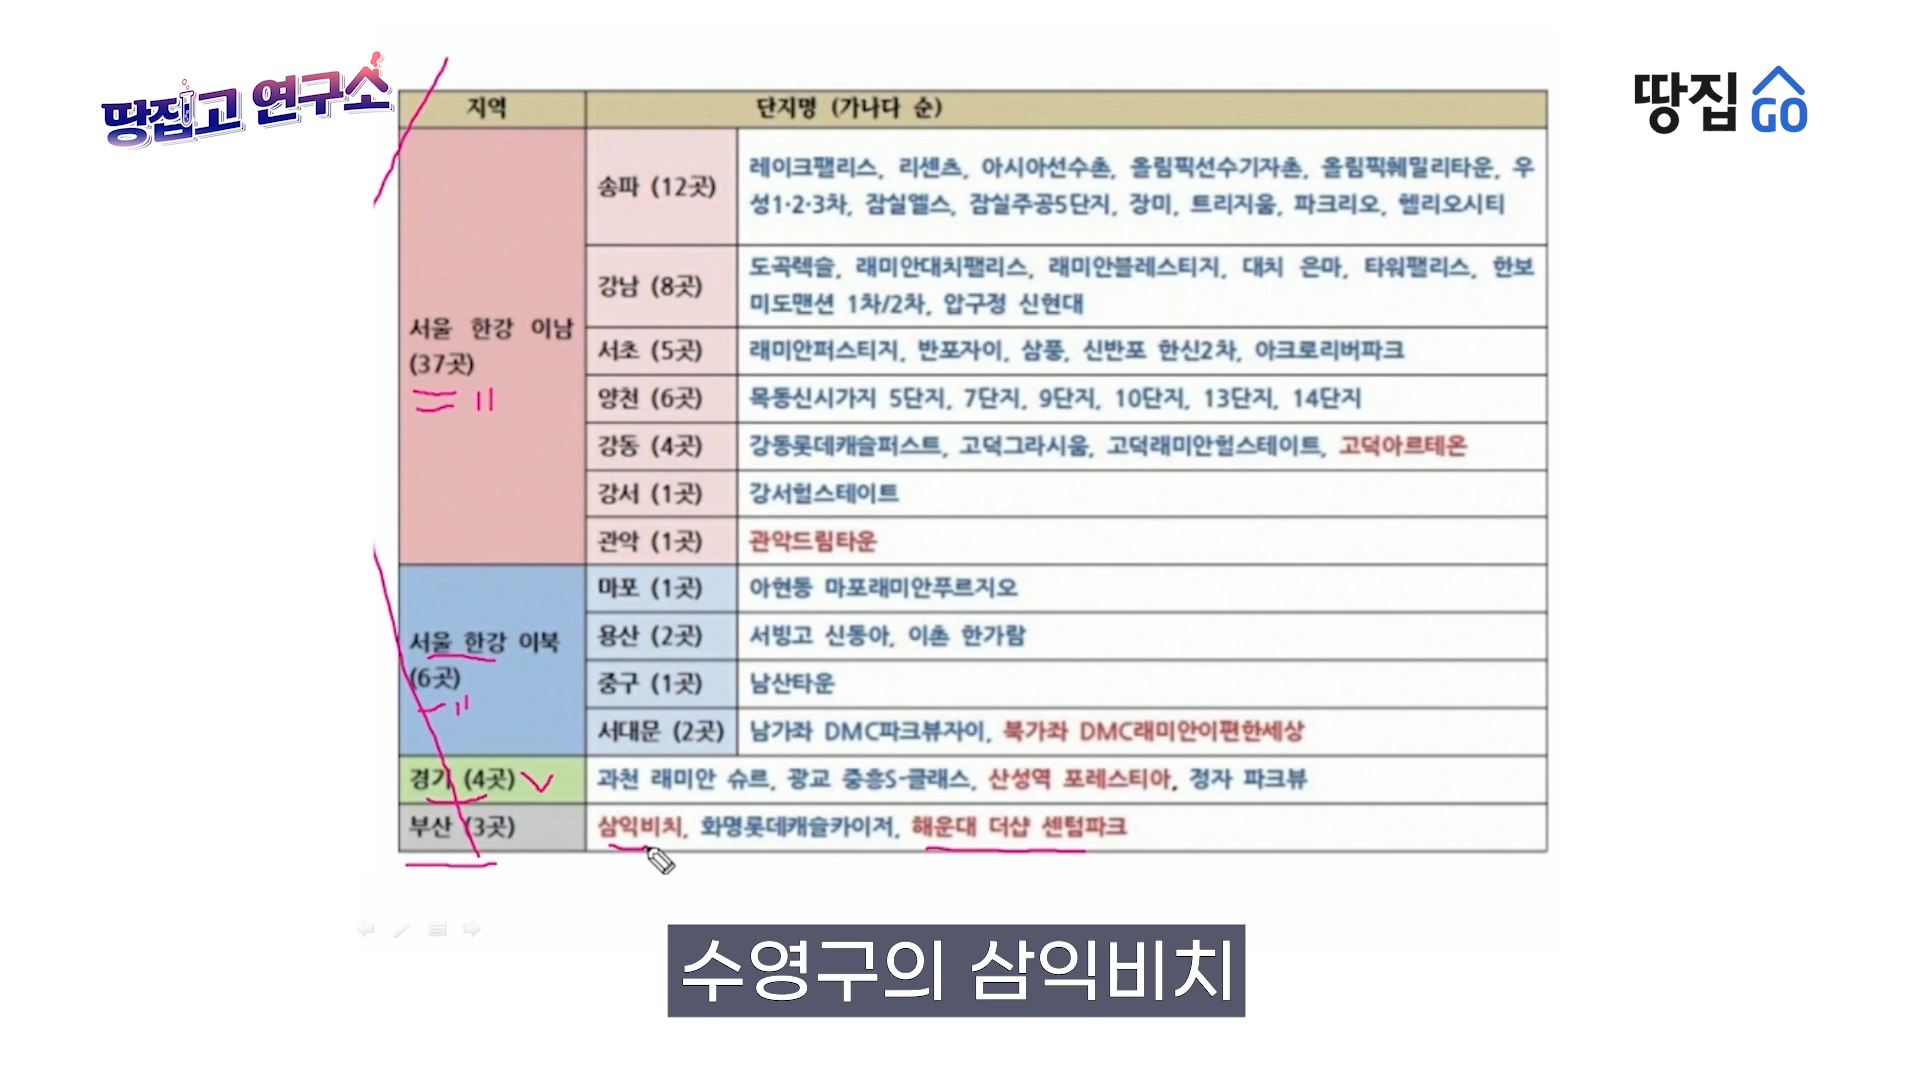 땅집고 연구소
땅집GO
지역 단지명 (가나다 순)
서울 한강 이남
(37곳)
송파 (12곳) 레이크팰리스, 리센츠, 아시아선수촌, 올림픽선수기자촌, 올림픽훼밀리타운, 우
성1·2·3차, 잠실엘스, 잠실주공5단지, 장미, 트리지움, 파크리오, 헬리오시티
강남 (8곳) 도곡렉슬, 래미안대치팰리스, 래미안블레스티지, 대치 은마, 타워팰리스, 한보
미도맨션 1차/2차, 압구정 신현대
서초 (5곳) 래미안퍼스티지, 반포자이, 삼풍, 신반포 한신2차, 아크로리버파크
양천 (6곳) 목동신시가지 5단지, 7단지, 9단지, 10단지, 13단지, 14단지
강동 (4곳) 강동롯데캐슬퍼스트, 고덕그라시움, 고덕래미안힐스테이트, 고덕아르테온
강서 (1곳) 강서힐스테이트
관악 (1곳) 관악드림타운
서울 한강 이북
(6곳)
마포 (1곳) 아현동 마포래미안푸르지오
용산 (2곳) 서빙고 신동아, 이촌 한가람
중구 (1곳) 남산타운
서대문 (2곳) 남가좌 DMC파크뷰자이, 북가좌 DMC래미안이편한세상
경기 (4곳) 과천 래미안 슈르, 광교 중흥S-클래스, 산성역 포레스티아, 정자 파크뷰
부산 (3곳) 삼익비치, 화명롯데캐슬카이저, 해운대 더샵 센텀파크
수영구의 삼익비치